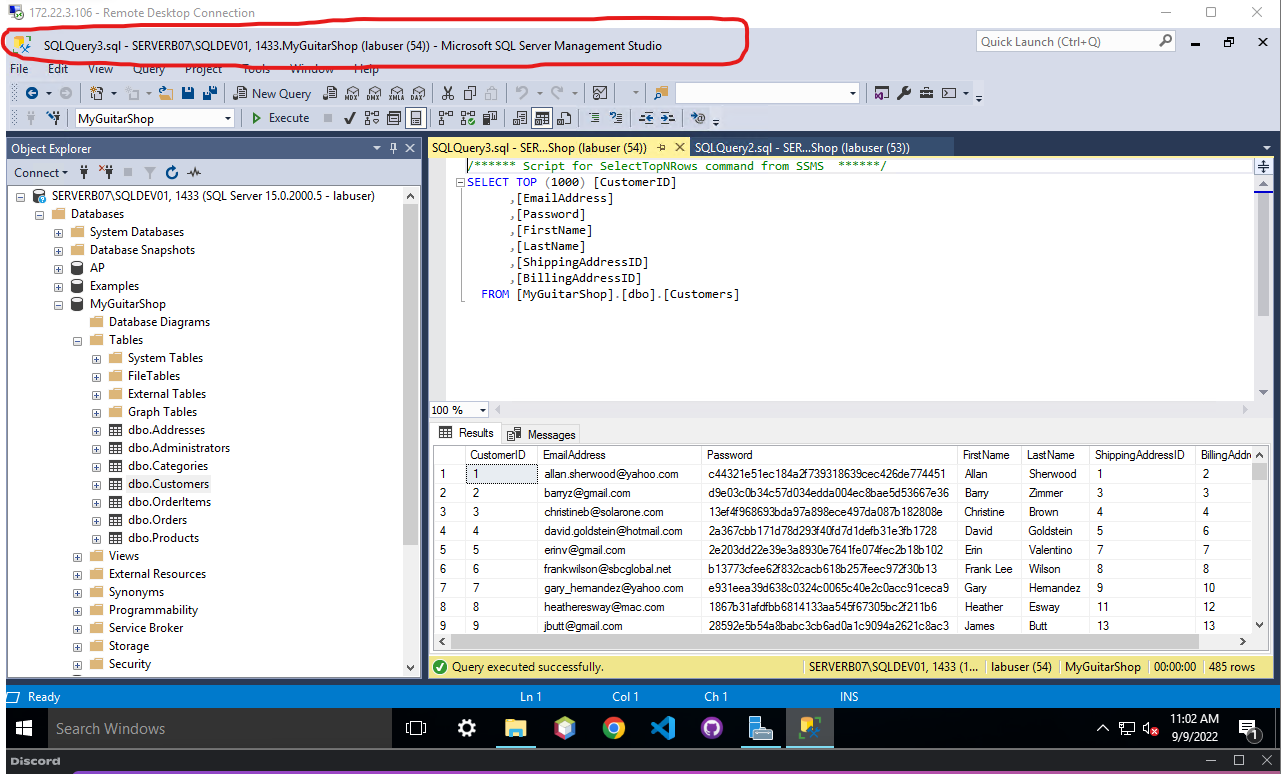 172.22.3.106 - Remote Desktop Connection
SQLQuery3.sql - SERVERB07\SQLDEV01, 1433.MyGuitarShop (labuser (54)) - Microsoft SQL Server Management Studio
Quick Launch (Ctrl+Q)
File Edit View Query Project Tools Window Help
New Query MDX DMX XMLA DAX
MyGuitarShop Execute
Object Explorer
Connect
SERVERB07\SQLDEV01, 1433 (SQL Server 15.0.2000.5 - labuser)
Databases
System Databases
Database Snapshots
AP
Examples
MyGuitarShop
Database Diagrams
Tables
System Tables
FileTables
External Tables
Graph Tables
dbo.Addresses
dbo.Administrators
dbo.Categories
dbo.Customers
dbo.OrderItems
dbo.Orders
dbo.Products
Views
External Resources
Synonyms
Programmability
Service Broker
Storage
Security
SQLQuery3.sql - SER...Shop (labuser (54)) SQLQuery2.sql - SER...Shop (labuser (53))
/****** Script for SelectTopNRows command from SSMS ******/
SELECT TOP (1000) [CustomerID]
,[EmailAddress]
,[Password]
,[FirstName]
,[LastName]
,[ShippingAddressID]
,[BillingAddressID]
FROM [MyGuitarShop].[dbo].[Customers]
100 %
Results Messages
CustomerID EmailAddress Password FirstName LastName ShippingAddressID BillingAddre
1 1 allan.sherwood@yahoo.com c44321e51ec184a2f739318639cec426de774451 Allan Sherwood 1 2
2 2 barryz@gmail.com d9e03c0b34c57d034edda004ec8bae5d53667e36 Barry Zimmer 3 3
3 3 christineb@solarone.com 13ef4f968693bda97a898ece497da087b182808e Christine Brown 4 4
4 4 david.goldstein@hotmail.com 2a367cbb171d78d293f40fd7d1defb31e3fb1728 David Goldstein 5 6
5 5 erinv@gmail.com 2e203dd22e39e3a8930e7641fe074fec2b18b102 Erin Valentino 7 7
6 6 frankwilson@sbcglobal.net b13773cfee62f832cacb618b257feec972f30b13 Frank Lee Wilson 8 8
7 7 gary_hernandez@yahoo.com e931eea39d638c0324c0065c40e2c0acc91ceca9 Gary Hernandez 9 10
8 8 heatheresway@mac.com 1867b31afdfbb6814133aa545f67305bc2f211b6 Heather Esway 11 12
9 9 jbutt@gmail.com 28592e5b54a8babc3cb6ad0a1c9094a2621c8ac3 James Butt 13 13
Query executed successfully. SERVERB07\SQLDEV01, 1433 (1... labuser (54) MyGuitarShop 00:00:00 485 rows
Ready Ln 1 Col 1 Ch 1 INS
Search Windows
11:02 AM
9/9/2022
1
Discord